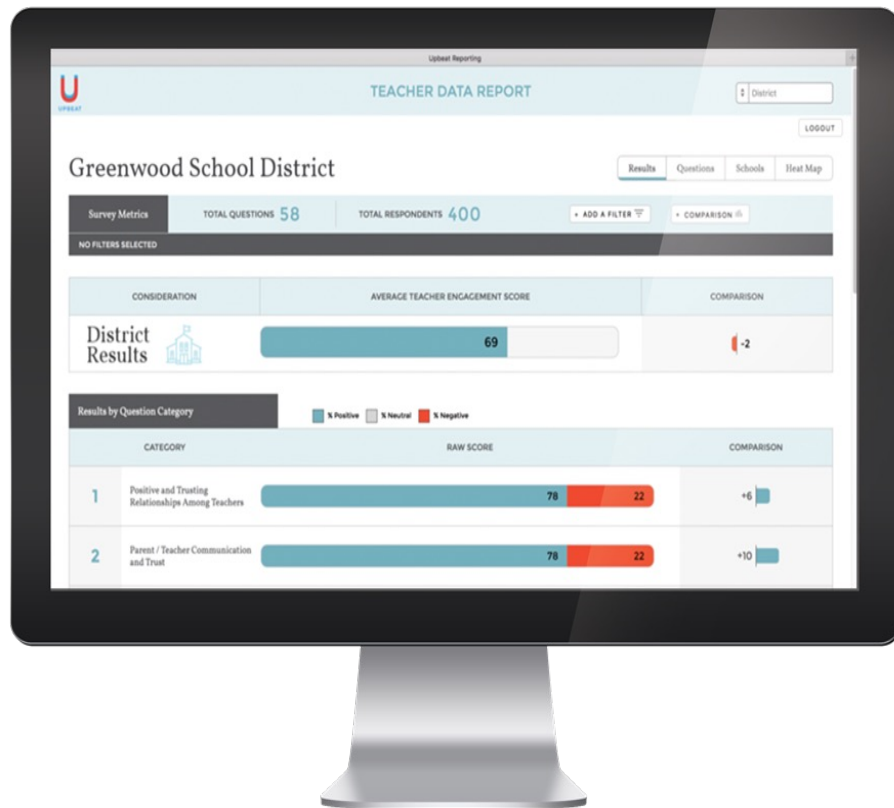 Upbeat Reporting
UPBEAT
TEACHER DATA REPORT
District
LOGOUT
Greenwood School District
Results Questions Schools Heat Map
Survey Metrics TOTAL QUESTIONS 58 TOTAL RESPONDENTS 400 + ADD A FILTER + COMPARISON
NO FILTERS SELECTED
CONSIDERATION AVERAGE TEACHER ENGAGEMENT SCORE COMPARISON
District
Results
69
-2
Results by Question Category
% Positive % Neutral % Negative
CATEGORY RAW SCORE COMPARISON
1
Positive and Trusting
Relationships Among Teachers
78 22
+6
2
Parent / Teacher Communication
and Trust
78 22
+10